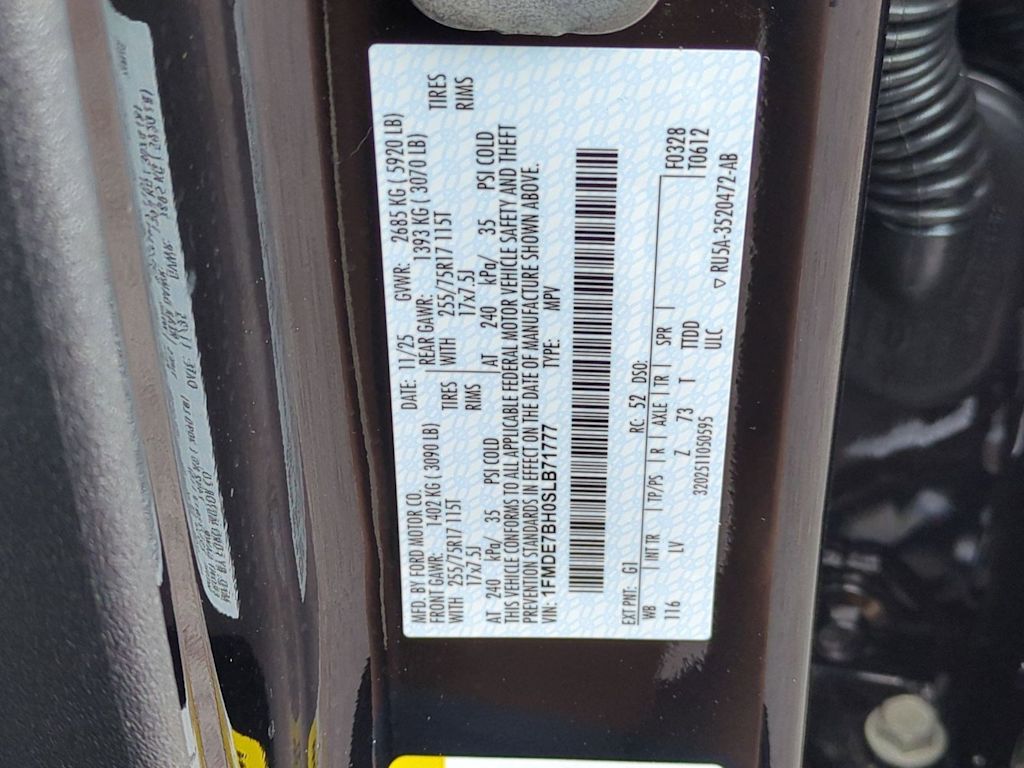 MFD. BY FORD MOTOR CO.
DATE: 11/25 GVWR: 2685 KG ( 5920 LB)
FRONT GAWR: 1402 KG ( 3090 LB) REAR GAWR: 1393 KG ( 3070 LB)
WITH 255/75R17 115T TIRES WITH 255/75R17 115T TIRES
17x7.5J RIMS 17x7.5J RIMS
AT 240 kPa/ 35 PSI COLD AT 240 kPa/ 35 PSI COLD
THIS VEHICLE CONFORMS TO ALL APPLICABLE FEDERAL MOTOR VEHICLE SAFETY AND THEFT
PREVENTION STANDARDS IN EFFECT ON THE DATE OF MANUFACTURE SHOWN ABOVE.
VIN: 1FMDE7BH0SLB71777 TYPE: MPV
EXT PNT: G1 RC: 52 DSO: F0328
WB INTTR TP/PS R AXLE TR SPR T0612
116 LV Z 73 T TTDD
320251105O595 ULC ▽ RU5A-3520472-AB